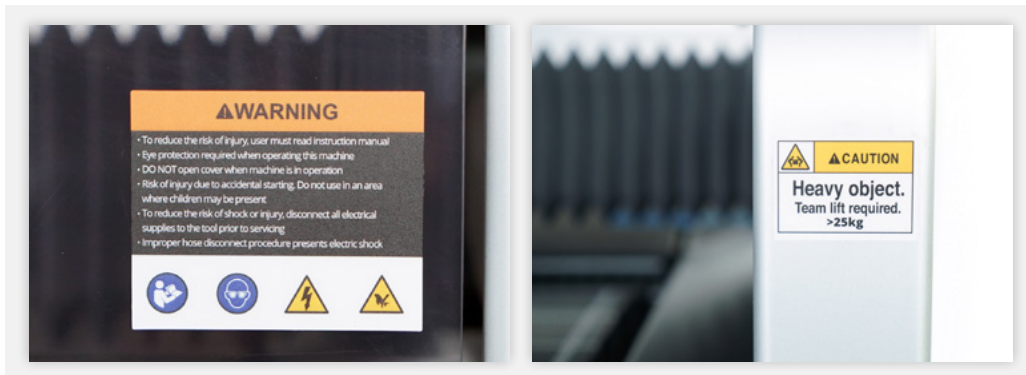 WARNING
· To reduce the risk of injury, user must read instruction manual
· Eye protection required when operating this machine
· DO NOT open cover when machine is in operation
· Risk of injury due to accidental starting. Do not use in an area
where children may be present
· To reduce the risk of shock or injury, disconnect all electrical
supplies to the tool prior to servicing
· Improper hose disconnect procedure presents electric shock
CAUTION
Heavy object.
Team lift required.
>25kg